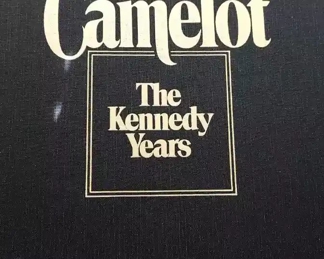 Camelot
The
Kennedy
Years